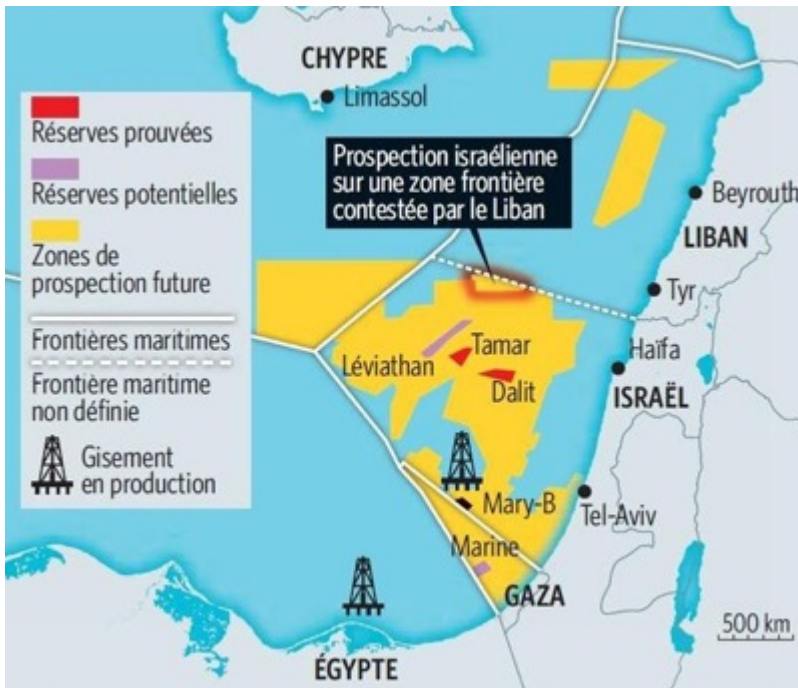 CHYPRE
Limassol
Réserves prouvées
Réserves potentielles
Zones de
prospection future
Frontières maritimes
Frontière maritime
non définie
Gisement
en production
Prospection israélienne
sur une zone frontière
contestée par le Liban
Beyrouth
LIBAN
Tyr
Haïfa
ISRAËL
Tamar
Léviathan
Dalit
Mary-B
Tel-Aviv
Marine
GAZA
500 km
ÉGYPTE